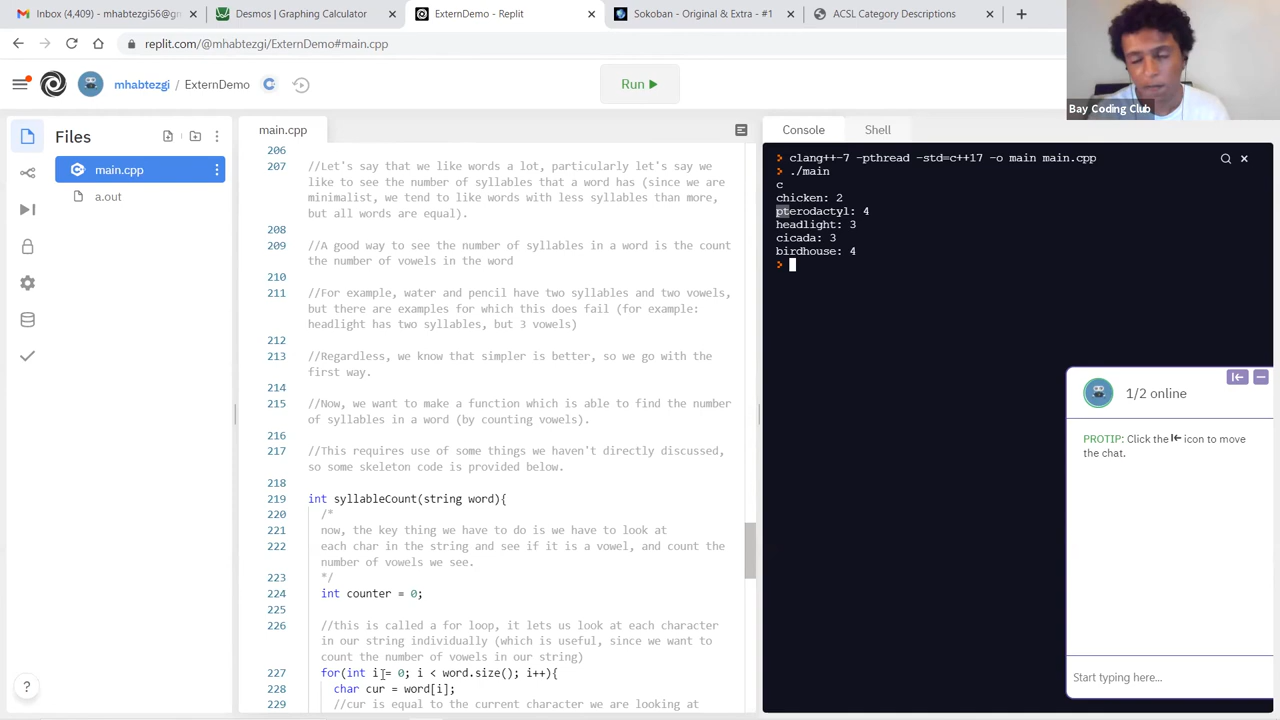 mhabtezgi56@gm
Desmos | Graphing Calculator
ExternDemo - Replit
Sokoban - Original & Extra - #1
ACSL Category Descriptions
replit.com/@mhabtezgi/ExternDemo#main.cpp
mhabtezgi / ExternDemo
Run
Bay Coding Club
Files
main.cpp
a.out
main.cpp
206
207 //Let's say that we like words a lot, particularly let's say we
like to see the number of syllables that a word has (since we are
minimalist, we tend to like words with less syllables than more,
but all words are equal).
208
209 //A good way to see the number of syllables in a word is the count
the number of vowels in the word
210
211 //For example, water and pencil have two syllables and two vowels,
but there are examples for which this does fail (for example:
headlight has two syllables, but 3 vowels)
212
213 //Regardless, we know that simpler is better, so we go with the
first way.
214
215 //Now, we want to make a function which is able to find the number
of syllables in a word (by counting vowels).
216
217 //This requires use of some things we haven't directly discussed,
so some skeleton code is provided below.
218
219 int syllableCount(string word){
220 /*
221 now, the key thing we have to do is we have to look at
222 each char in the string and see if it is a vowel, and count the
number of vowels we see.
223 */
224 int counter = 0;
225
226 //this is called a for loop, it lets us look at each character
in our string individually (which is useful, since we want to
count the number of vowels in our string)
227 for(int i = 0; i < word.size(); i++){
228 char cur = word[i];
229 //cur is equal to the current character we are looking at
Console
Shell
clang++-7 -pthread -std=c++17 -o main main.cpp
./main
c
chicken: 2
pterodactyl: 4
headlight: 3
cicada: 3
birdhouse: 4
1/2 online
PROTIP: Click the icon to move
the chat.
Start typing here...